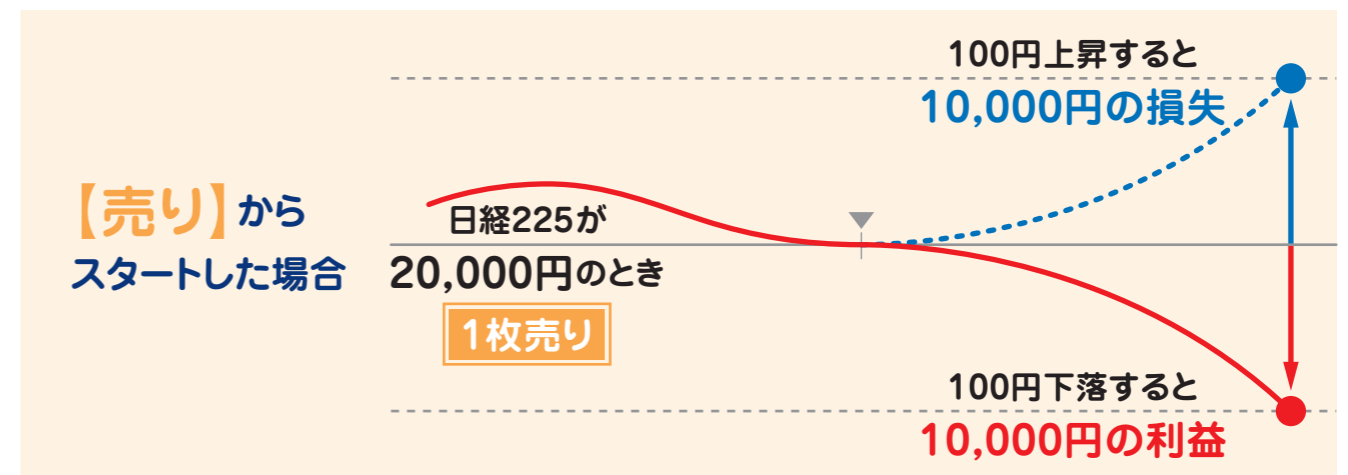 100円上昇すると
10,000円の損失
【売り】から
スタートした場合
日経225が
20,000円のとき
1枚売り
100円下落すると
10,000円の利益